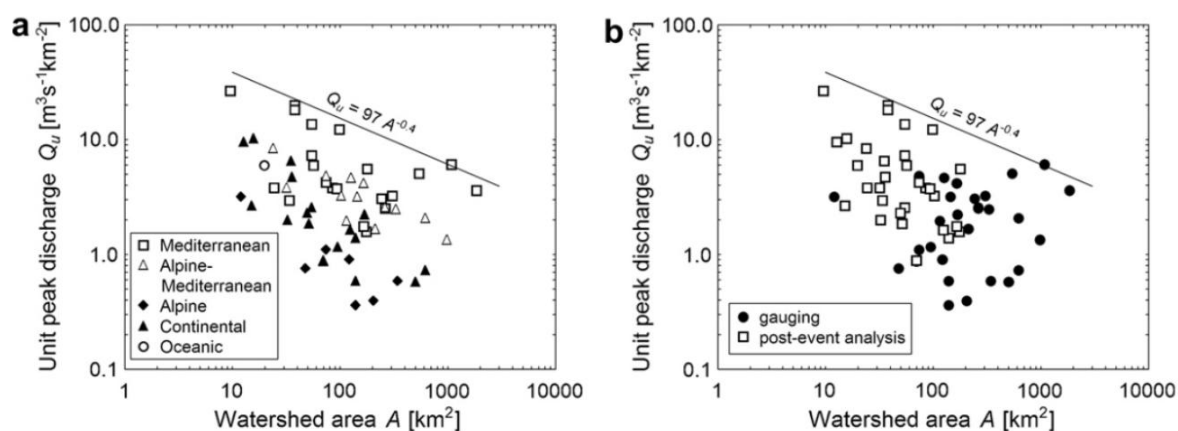 a
Unit peak discharge Qᵤ [m³s⁻¹km⁻²]
100.0
10.0
1.0
0.1
Qᵤ = 97 A⁻⁰·⁴
Mediterranean
Alpine-
Mediterranean
Alpine
Continental
Oceanic
1
10
100
1000
10000
Watershed area A [km²]
b
Unit peak discharge Qᵤ [m³s⁻¹km⁻²]
100.0
10.0
1.0
0.1
Qᵤ = 97 A⁻⁰·⁴
gauging
post-event analysis
1
10
100
1000
10000
Watershed area A [km²]